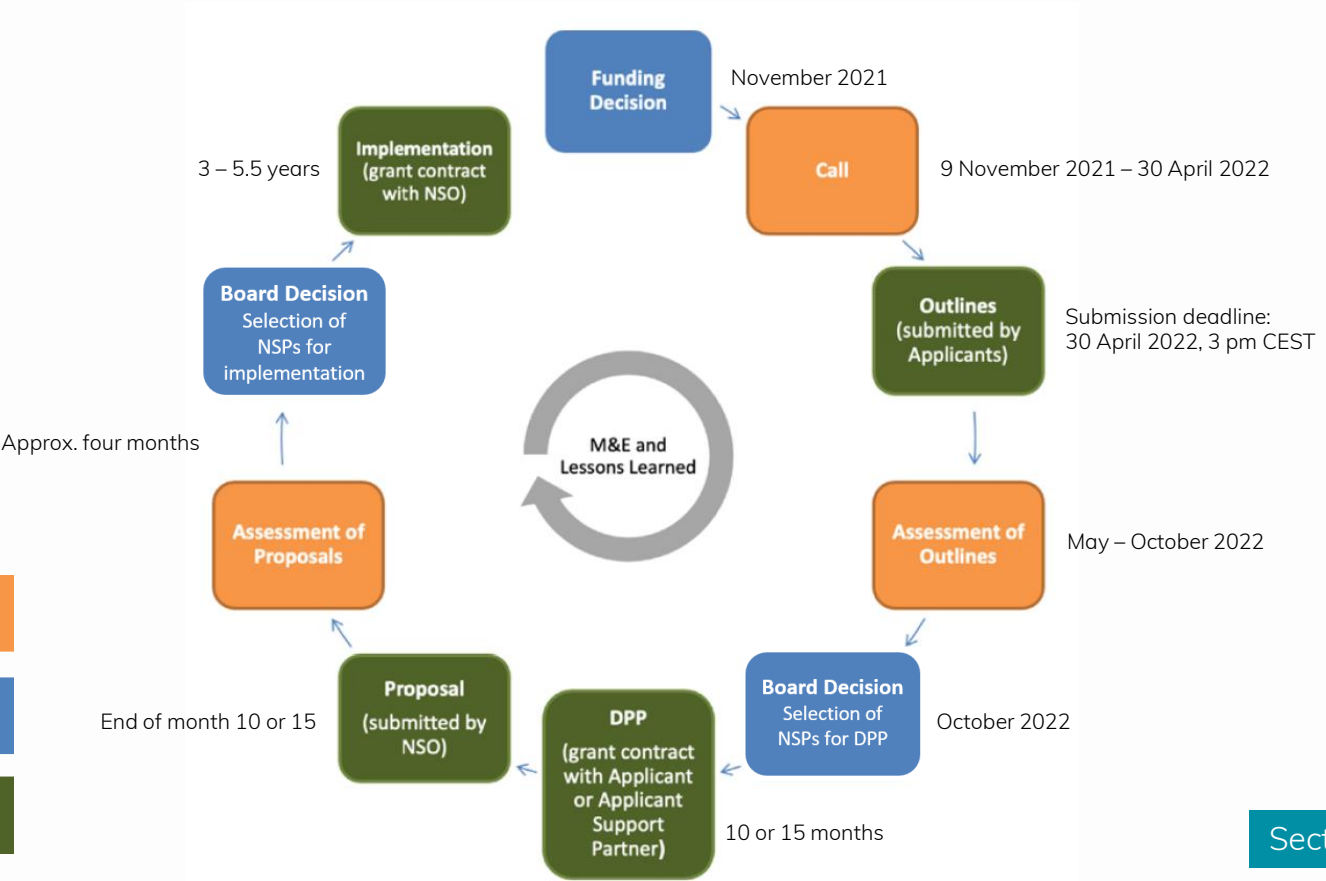 Funding
Decision
November 2021
Call
9 November 2021 – 30 April 2022
Outlines
(submitted by
Applicants)
Submission deadline:
30 April 2022, 3 pm CEST
Assessment of
Outlines
May – October 2022
Board Decision
Selection of
NSPs for DPP
October 2022
DPP
(grant contract
with Applicant
or Applicant
Support
Partner)
10 or 15 months
Proposal
(submitted by
NSO)
End of month 10 or 15
Assessment of
Proposals
Approx. four months
Board Decision
Selection of
NSPs for
implementation
Implementation
(grant contract
with NSO)
3 – 5.5 years
M&E and
Lessons Learned